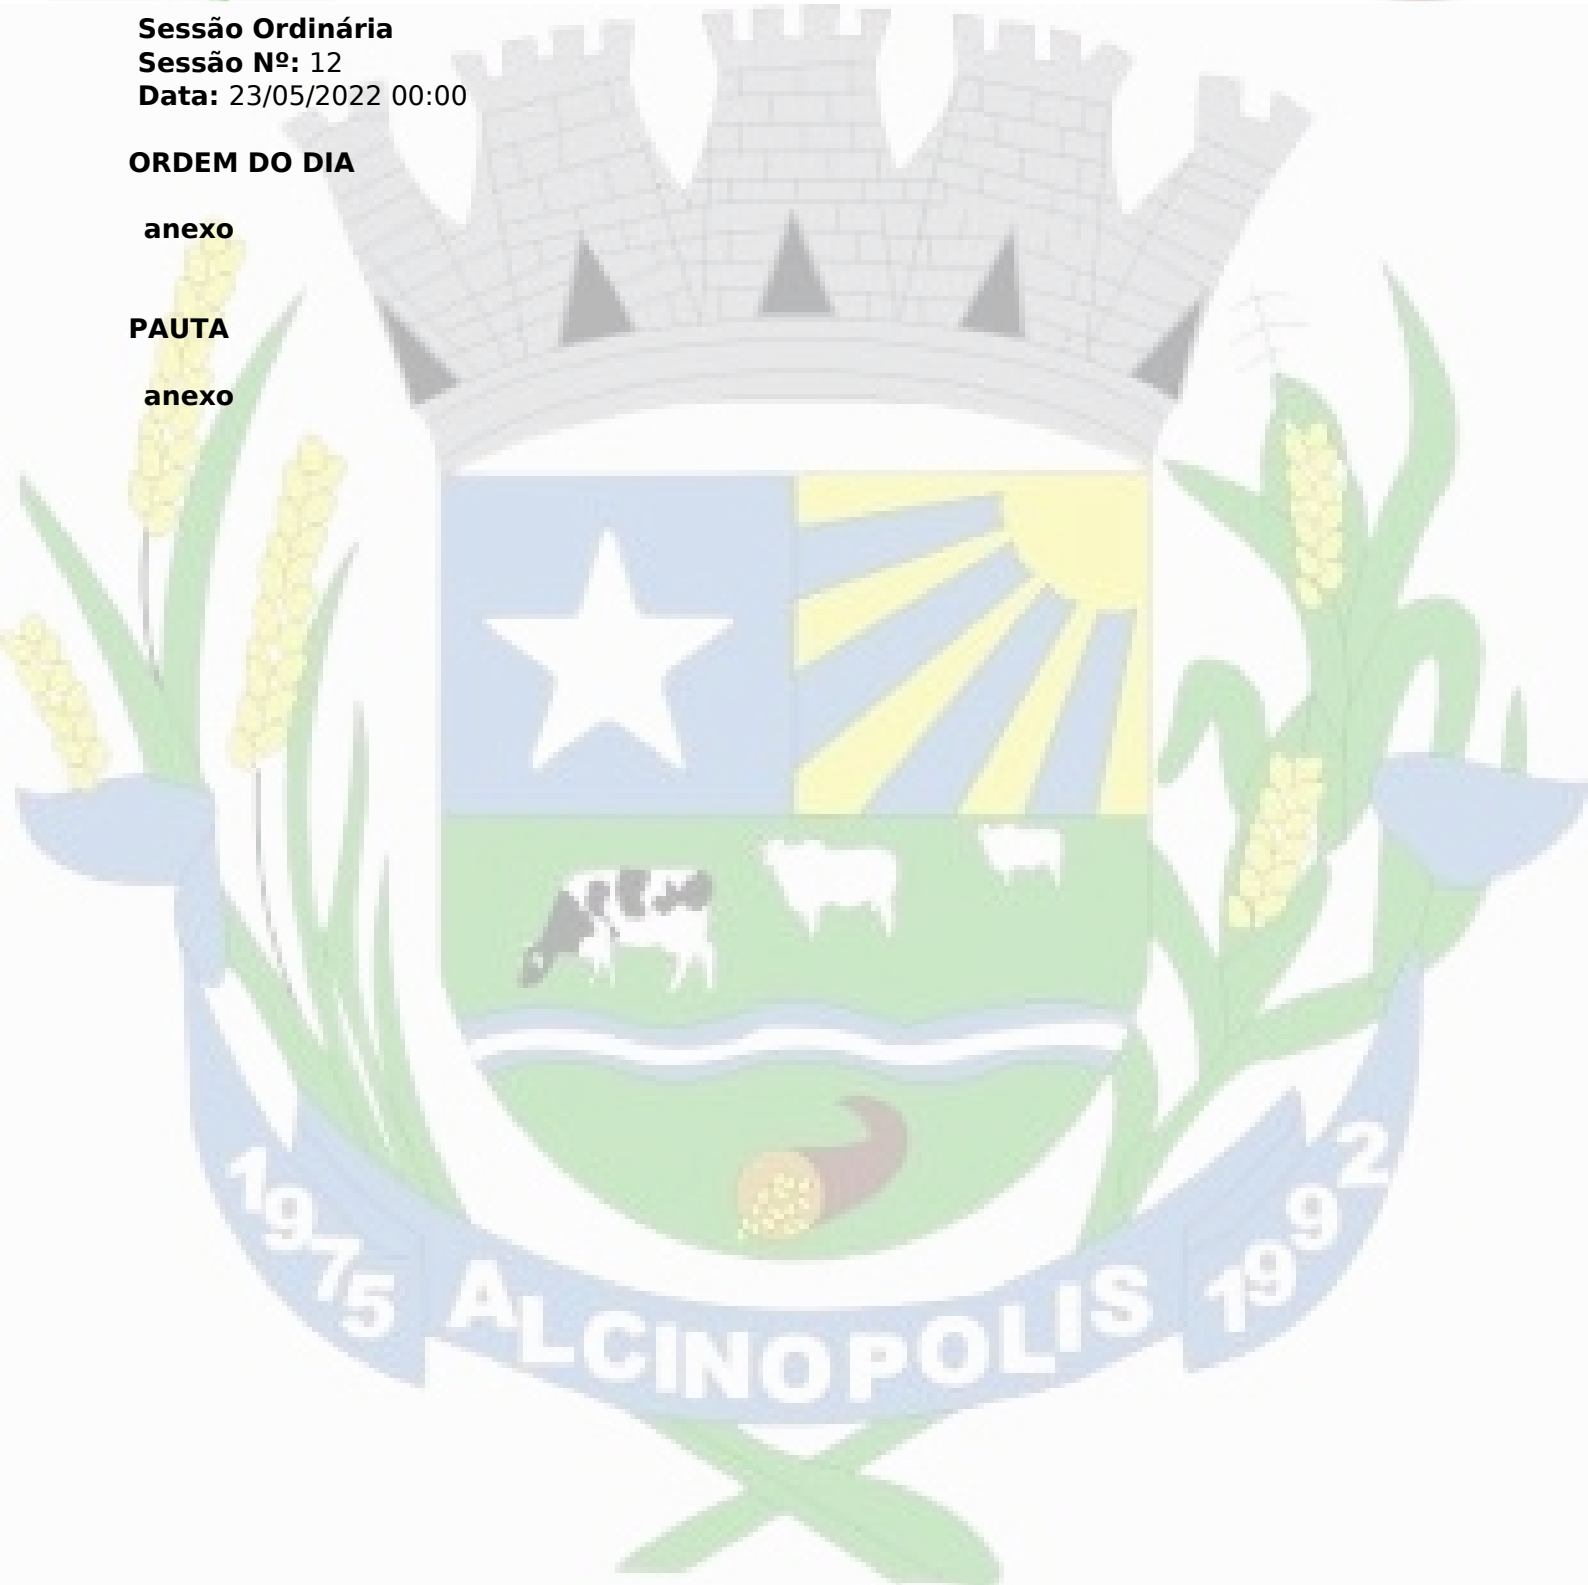 Sessão Ordinária
Sessão Nº: 12
Data: 23/05/2022 00:00
ORDEM DO DIA
anexo
PAUTA
anexo
1975 ALCINOPOLIS 1992